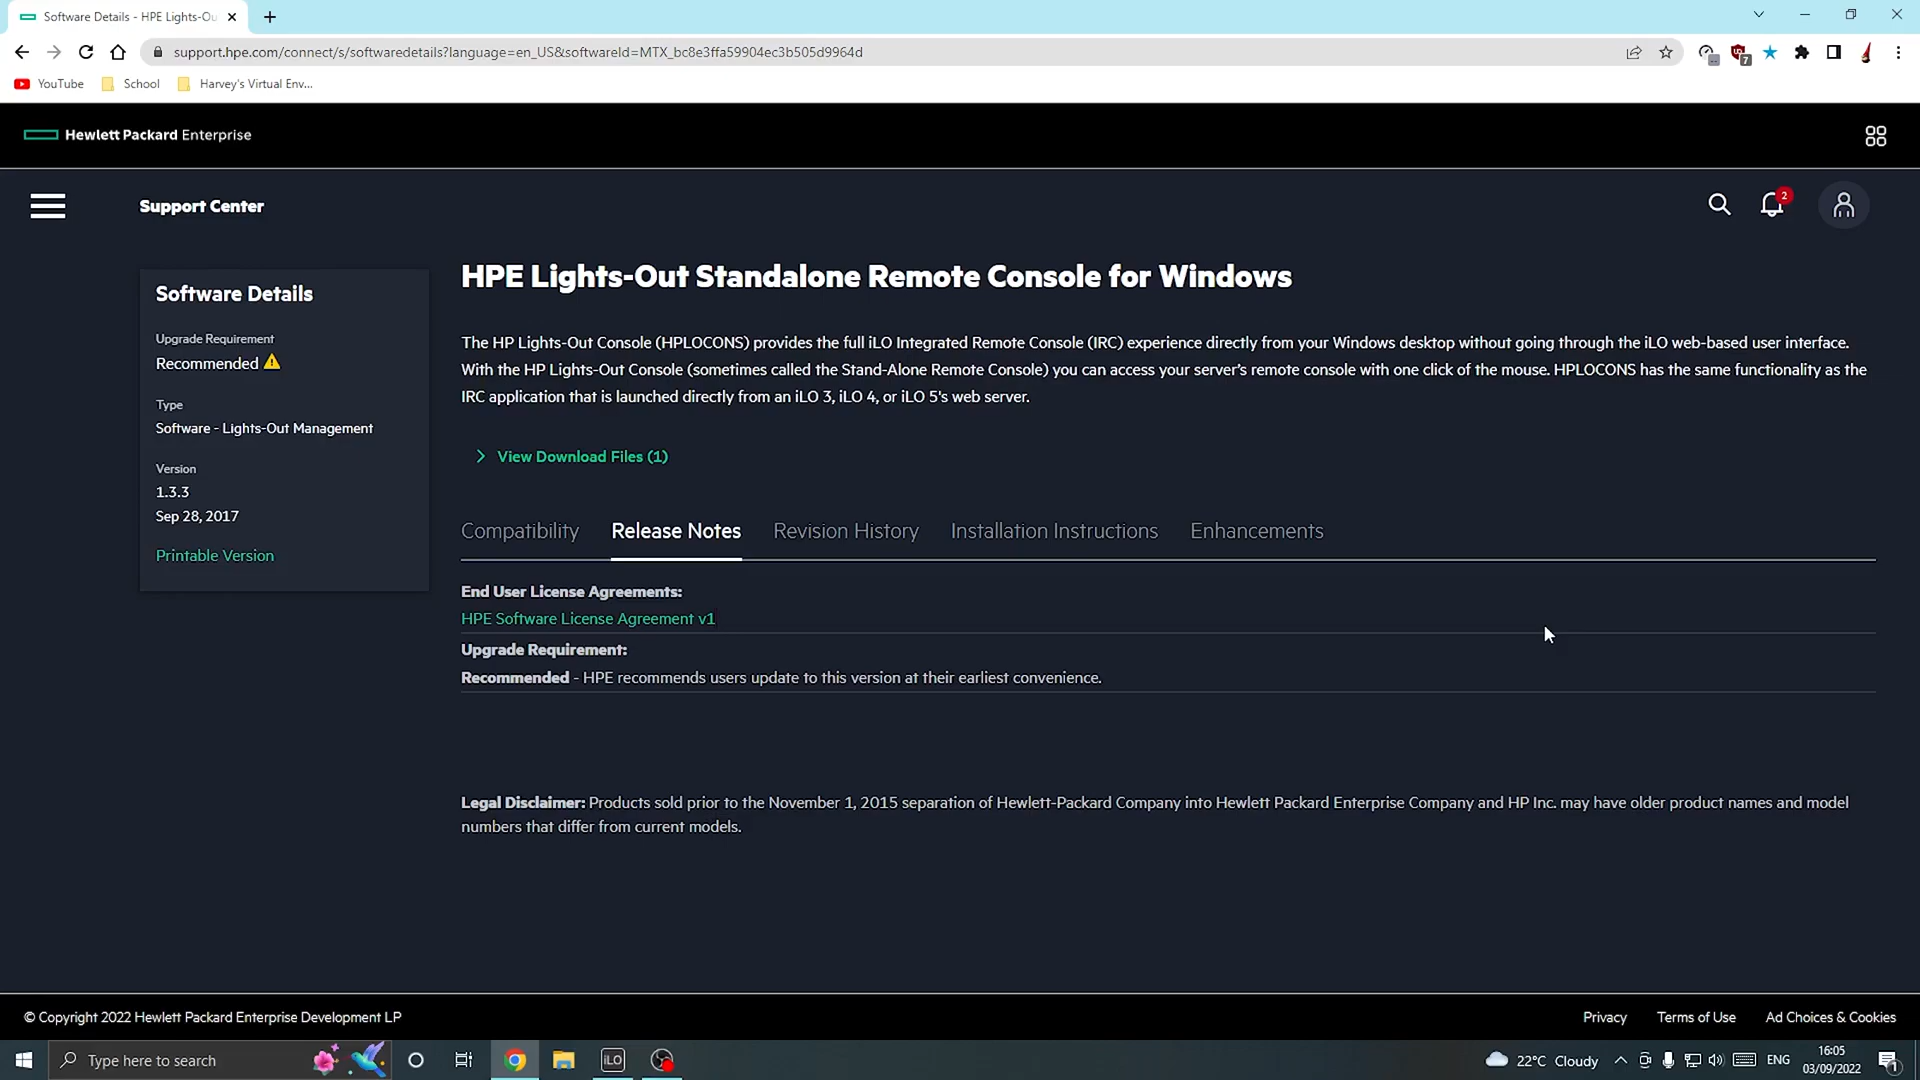 Software Details - HPE Lights-Ou
support.hpe.com/connect/s/softwaredetails?language=en_US&softwareId=MTX_bc8e3ffa59904ec3b505d9964d
7
YouTube
School
Harvey's Virtual Env...
Hewlett Packard Enterprise
Support Center
2
Software Details
Upgrade Requirement
Recommended
Type
Software - Lights-Out Management
Version
1.3.3
Sep 28, 2017
Printable Version
HPE Lights-Out Standalone Remote Console for Windows
The HP Lights-Out Console (HPLOCONS) provides the full iLO Integrated Remote Console (IRC) experience directly from your Windows desktop without going through the iLO web-based user interface.
With the HP Lights-Out Console (sometimes called the Stand-Alone Remote Console) you can access your server's remote console with one click of the mouse. HPLOCONS has the same functionality as the
IRC application that is launched directly from an iLO 3, iLO 4, or iLO 5's web server.
View Download Files (1)
Compatibility Release Notes Revision History Installation Instructions Enhancements
End User License Agreements:
HPE Software License Agreement v1
Upgrade Requirement:
Recommended - HPE recommends users update to this version at their earliest convenience.
Legal Disclaimer: Products sold prior to the November 1, 2015 separation of Hewlett-Packard Company into Hewlett Packard Enterprise Company and HP Inc. may have older product names and model
numbers that differ from current models.
© Copyright 2022 Hewlett Packard Enterprise Development LP
Privacy Terms of Use Ad Choices & Cookies
Type here to search
iLO
22°C Cloudy
ENG
16:05
03/09/2022
1